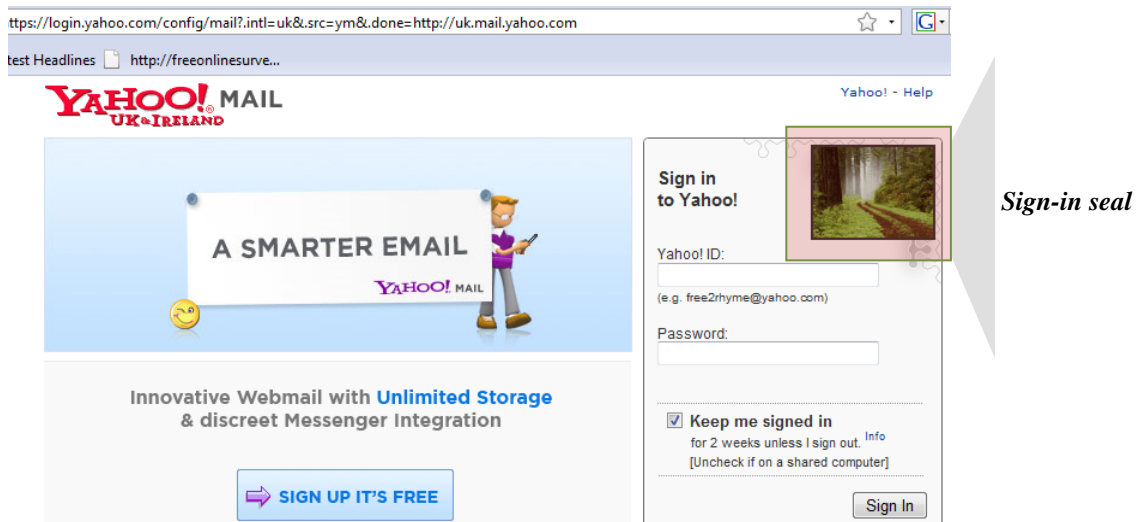 ttps://login.yahoo.com/config/mail?.intl=uk&.src=ym&.done=http://uk.mail.yahoo.com
G
test Headlines http://freeonlinesurve...
YAHOO! MAIL
UK & IRELAND
Yahoo! - Help
Sign in
to Yahoo!
Sign-in seal
A SMARTER EMAIL
YAHOO! MAIL
Yahoo! ID:
(e.g. free2rhyme@yahoo.com)
Password:
Innovative Webmail with Unlimited Storage
& discreet Messenger Integration
Keep me signed in
for 2 weeks unless I sign out. Info
[Uncheck if on a shared computer]
SIGN UP IT'S FREE
Sign In